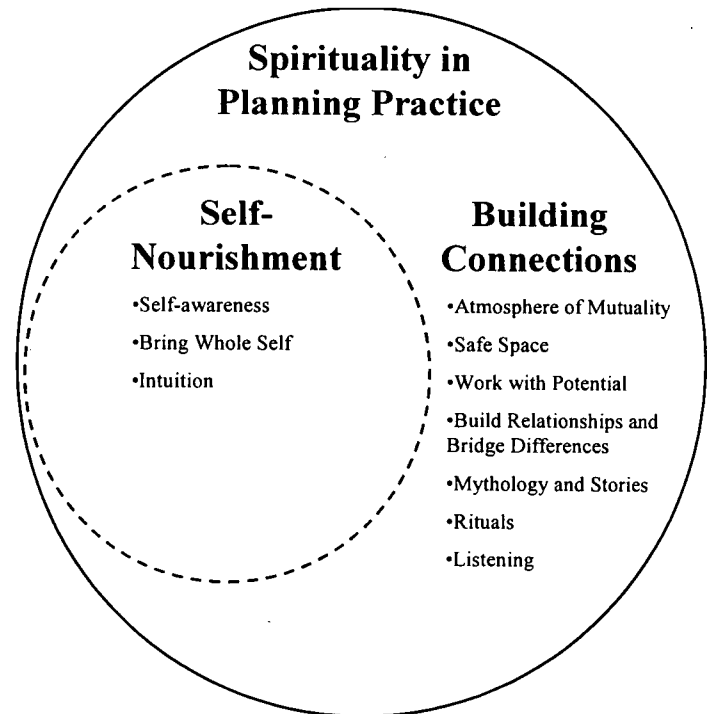 Spirituality in
Planning Practice
Self-
Nourishment
•Self-awareness
•Bring Whole Self
•Intuition
Building
Connections
•Atmosphere of Mutuality
•Safe Space
•Work with Potential
•Build Relationships and
Bridge Differences
•Mythology and Stories
•Rituals
•Listening